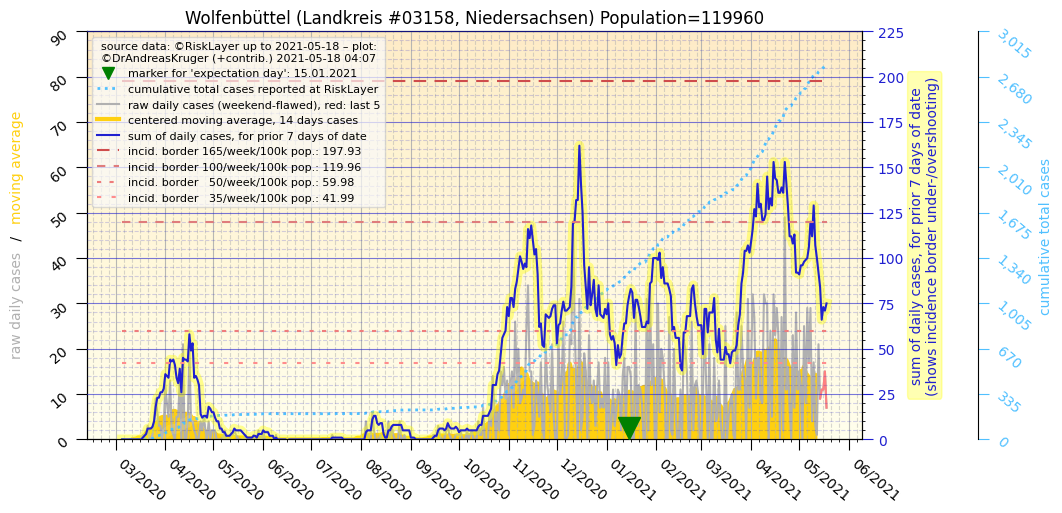 Wolfenbüttel (Landkreis #03158, Niedersachsen) Population=119960
source data: ©RiskLayer up to 2021-05-18 – plot:
©DrAndreasKruger (+contrib.) 2021-05-18 04:07
marker for 'expectation day': 15.01.2021
cumulative total cases reported at RiskLayer
raw daily cases (weekend-flawed), red: last 5
centered moving average, 14 days cases
sum of daily cases, for prior 7 days of date
incid. border 165/week/100k pop.: 197.93
incid. border 100/week/100k pop.: 119.96
incid. border   50/week/100k pop.: 59.98
incid. border   35/week/100k pop.: 41.99
raw daily cases   /   moving average
90
80
70
60
50
40
30
20
10
0
225
200
175
150
125
100
75
50
25
0
sum of daily cases, for prior 7 days of date
(shows incidence border under-/overshooting)
3,015
2,680
2,345
2,010
1,675
1,340
1,005
670
335
0
cumulative total cases
03/2020
04/2020
05/2020
06/2020
07/2020
08/2020
09/2020
10/2020
11/2020
12/2020
01/2021
02/2021
03/2021
04/2021
05/2021
06/2021